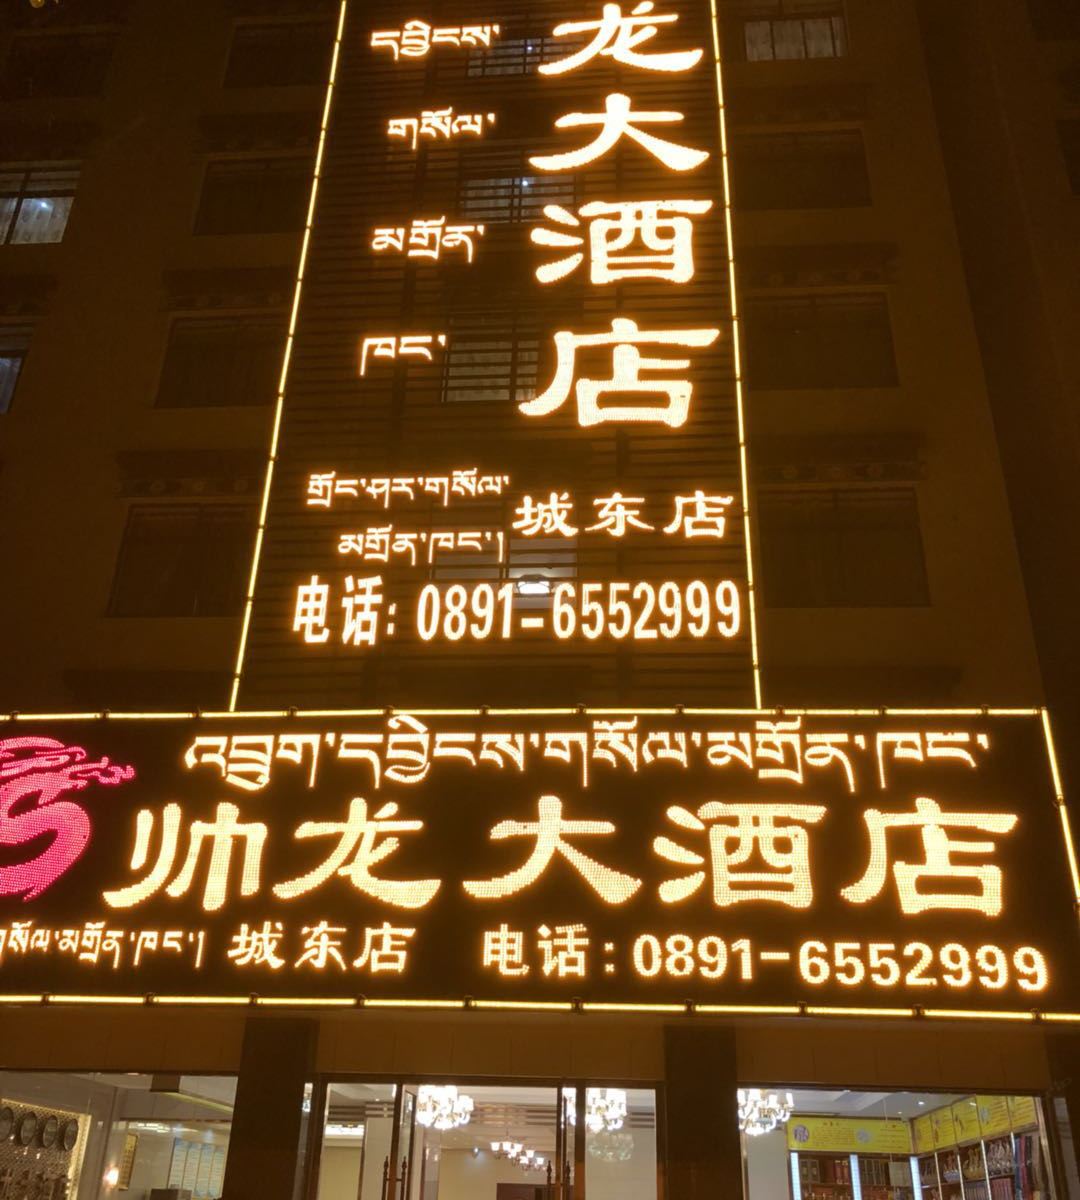 དབྱིངས་
གསོལ་
མགྲོན་
ཁང་
龙大酒店
གྲོང་ཤར་གསོལ་
མགྲོན་ཁང་།
城东店
电话: 0891-6552999
འབྲུག་དབྱིངས་གསོལ་མགྲོན་ཁང་
帅龙大酒店
གསོལ་མགྲོན་ཁང་། 城东店 电话: 0891-6552999